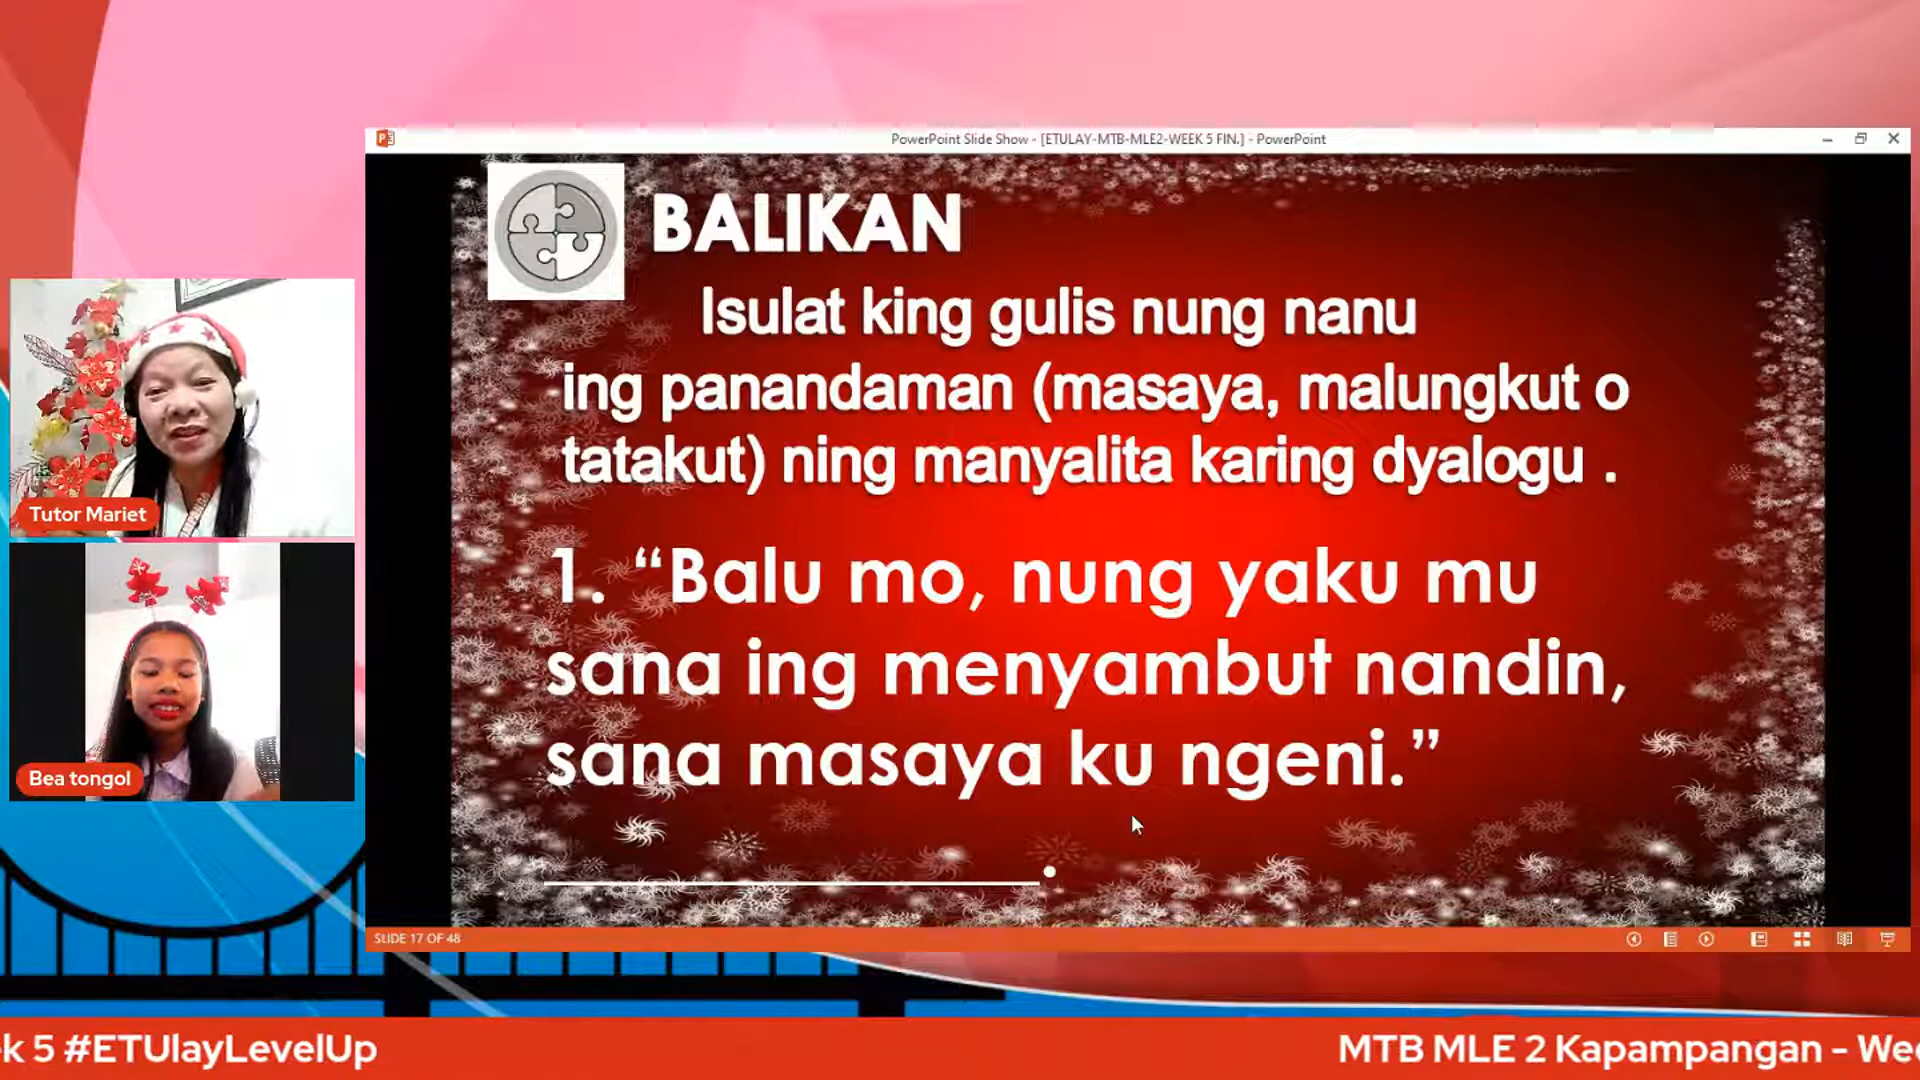 PowerPoint Slide Show - [ETULAY-MTB-MLE2-WEEK 5 FIN.] - PowerPoint
BALIKAN
Isulat king gulis nung nanu
ing panandaman (masaya, malungkut o
tatakut) ning manyalita karing dyalogu .
1. “Balu mo, nung yaku mu
sana ing menyambut nandin,
sana masaya ku ngeni.”
Tutor Mariet
Bea tongol
SLIDE 17 OF 48
k 5 #ETUlayLevelUp
MTB MLE 2 Kapampangan - Wee